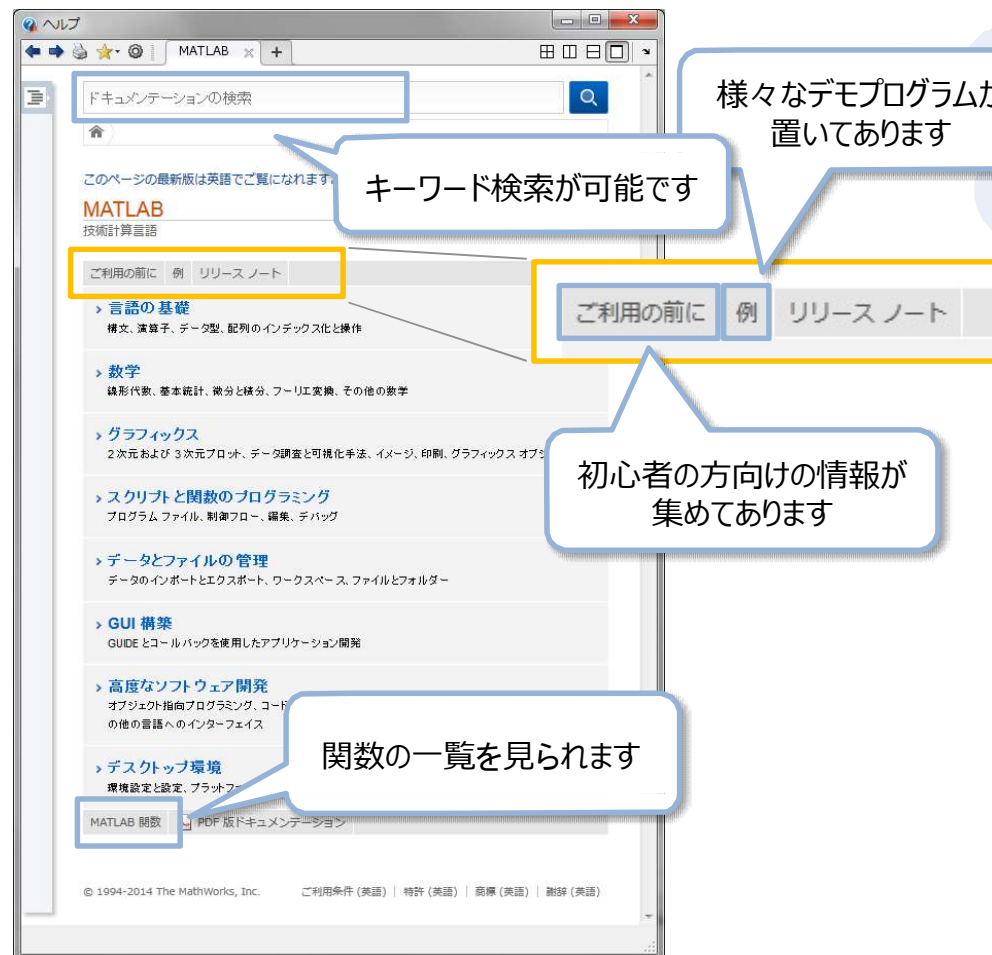 ヘルプ
MATLAB
ドキュメンテーションの検索
様々なデモプログラムが
置いてあります
キーワード検索が可能です
このページの最新版は英語でご覧になれます
MATLAB
技術計算言語
ご利用の前に 例 リリース ノート
ご利用の前に 例 リリース ノート
言語の基礎
構文、演算子、データ型、配列のインデックス化と操作
数学
線形代数、基本統計、微分と積分、フーリエ変換、その他の数学
グラフィックス
2 次元および 3 次元プロット、データ調査と可視化手法、イメージ、印刷、グラフィックス オブジ
初心者の方向けの情報が
集めてあります
スクリプトと関数のプログラミング
プログラム ファイル、制御フロー、編集、デバッグ
データとファイルの管理
データのインポートとエクスポート、ワークスペース、ファイルとフォルダー
GUI 構築
GUIDE とコールバックを使用したアプリケーション開発
高度なソフトウェア開発
オブジェクト指向プログラミング、コード
の他の言語へのインターフェイス
関数の一覧を見られます
デスクトップ環境
環境設定と設定、プラットフォ
MATLAB 関数 PDF 版ドキュメンテーション
© 1994-2014 The MathWorks, Inc. ご利用条件 (英語) | 特許 (英語) | 商標 (英語) | 謝辞 (英語)